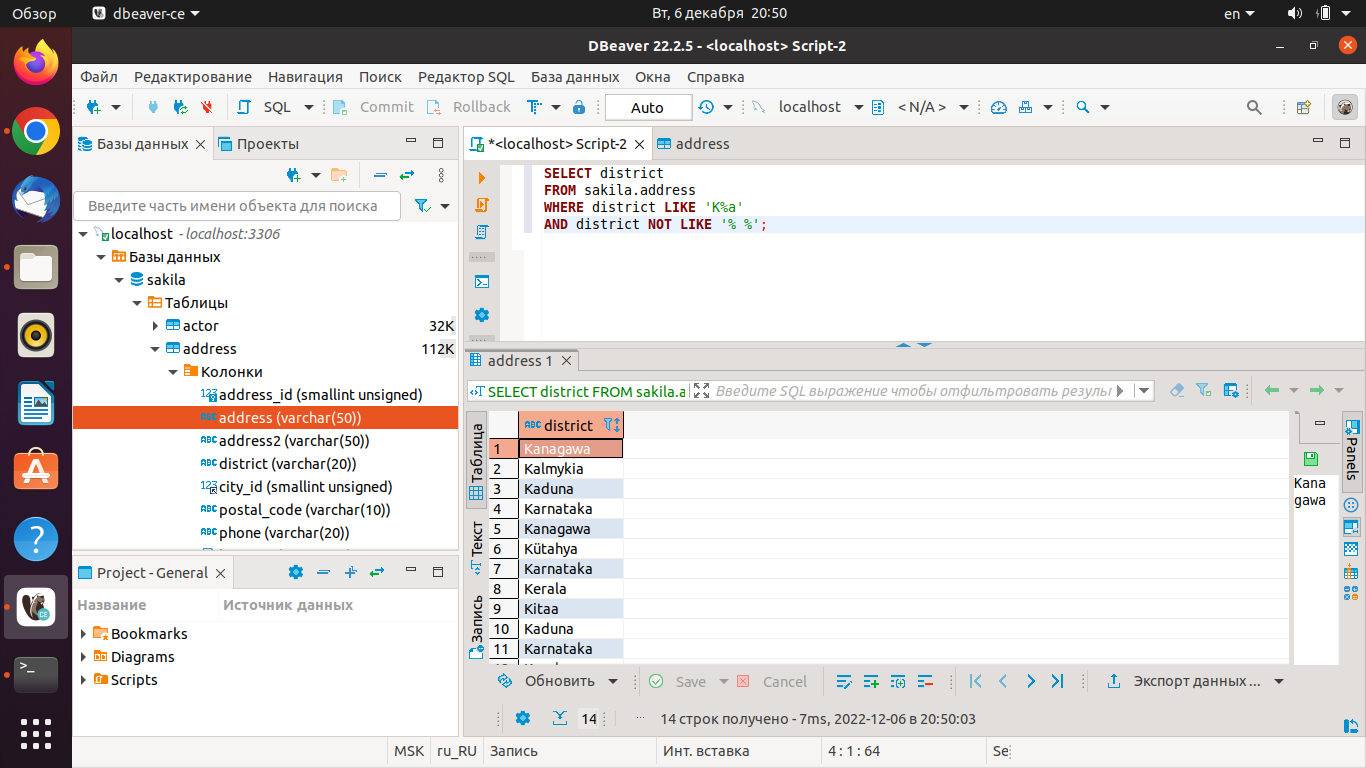 Обзор
dbeaver-ce
Вт, 6 декабря 20:50
en
DBeaver 22.2.5 - <localhost> Script-2
Файл Редактирование Навигация Поиск Редактор SQL База данных Окна Справка
SQL Commit Rollback Auto localhost < N/A >
Базы данных
Проекты
Введите часть имени объекта для поиска
localhost - localhost:3306
Базы данных
sakila
Таблицы
actor 32K
address 112K
Колонки
address_id (smallint unsigned)
address (varchar(50))
address2 (varchar(50))
district (varchar(20))
city_id (smallint unsigned)
postal_code (varchar(10))
phone (varchar(20))
Project - General
Название Источник данных
Bookmarks
Diagrams
Scripts
*<localhost> Script-2
address
SELECT district
FROM sakila.address
WHERE district LIKE 'K%a'
AND district NOT LIKE '% %';
address 1
SELECT district FROM sakila.a
Введите SQL выражение чтобы отфильтровать результ
Таблица
Текст
Запись
district
1 Kanagawa
2 Kalmykia
3 Kaduna
4 Karnataka
5 Kanagawa
6 Kütahya
7 Karnataka
8 Kerala
9 Kitaa
10 Kaduna
11 Karnataka
Kana
gawa
Panels
Обновить Save Cancel Экспорт данных ...
14 14 строк получено - 7ms, 2022-12-06 в 20:50:03
MSK ru_RU Запись Инт. вставка 4 : 1 : 64 Se